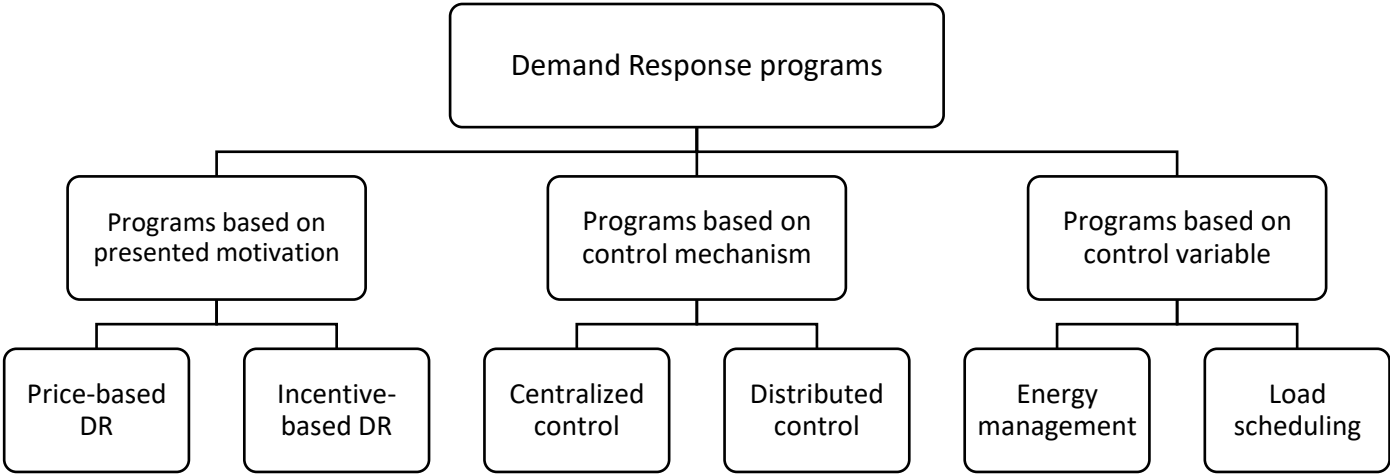 Demand Response programs
Programs based on
presented motivation
Programs based on
control mechanism
Programs based on
control variable
Price-based
DR
Incentive-
based DR
Centralized
control
Distributed
control
Energy
management
Load
scheduling